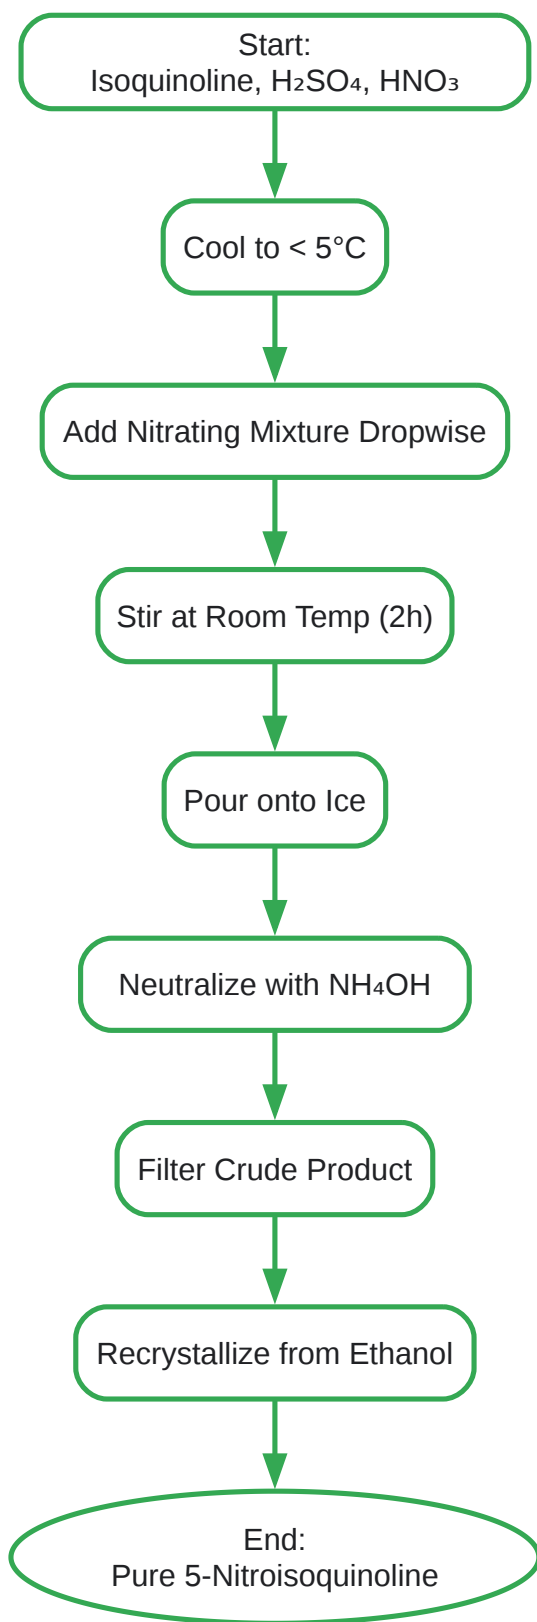 Start:
Isoquinoline, H₂SO₄, HNO₃
Cool to < 5°C
Add Nitrating Mixture Dropwise
Stir at Room Temp (2h)
Pour onto Ice
Neutralize with NH₄OH
Filter Crude Product
Recrystallize from Ethanol
End:
Pure 5-Nitroisoquinoline